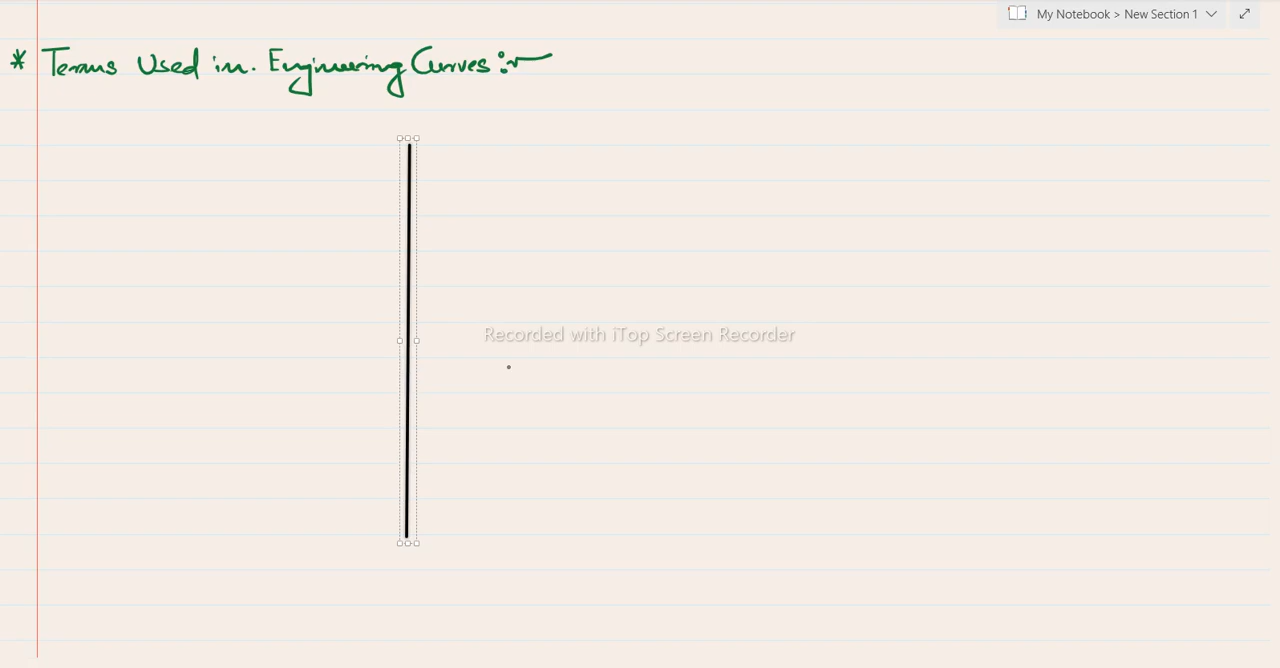 My Notebook > New Section 1
* Terms Used in. Engineering Curves :-
Recorded with iTop Screen Recorder